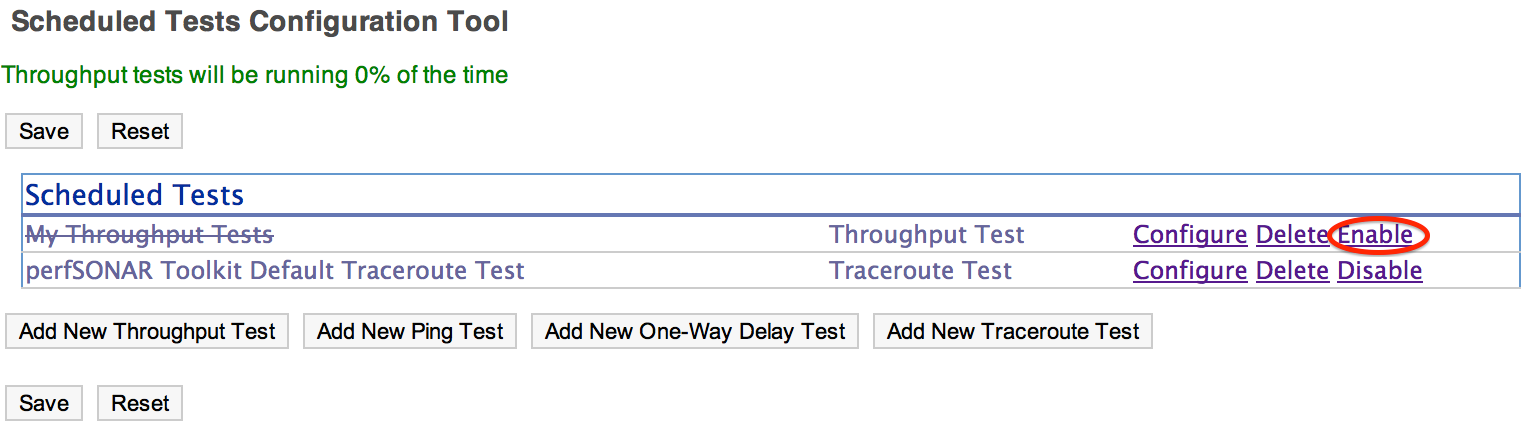 Scheduled Tests Configuration Tool
Throughput tests will be running 0% of the time
Save Reset
Scheduled Tests
My Throughput Tests Throughput Test Configure Delete Enable
perfSONAR Toolkit Default Traceroute Test Traceroute Test Configure Delete Disable
Add New Throughput Test Add New Ping Test Add New One-Way Delay Test Add New Traceroute Test
Save Reset